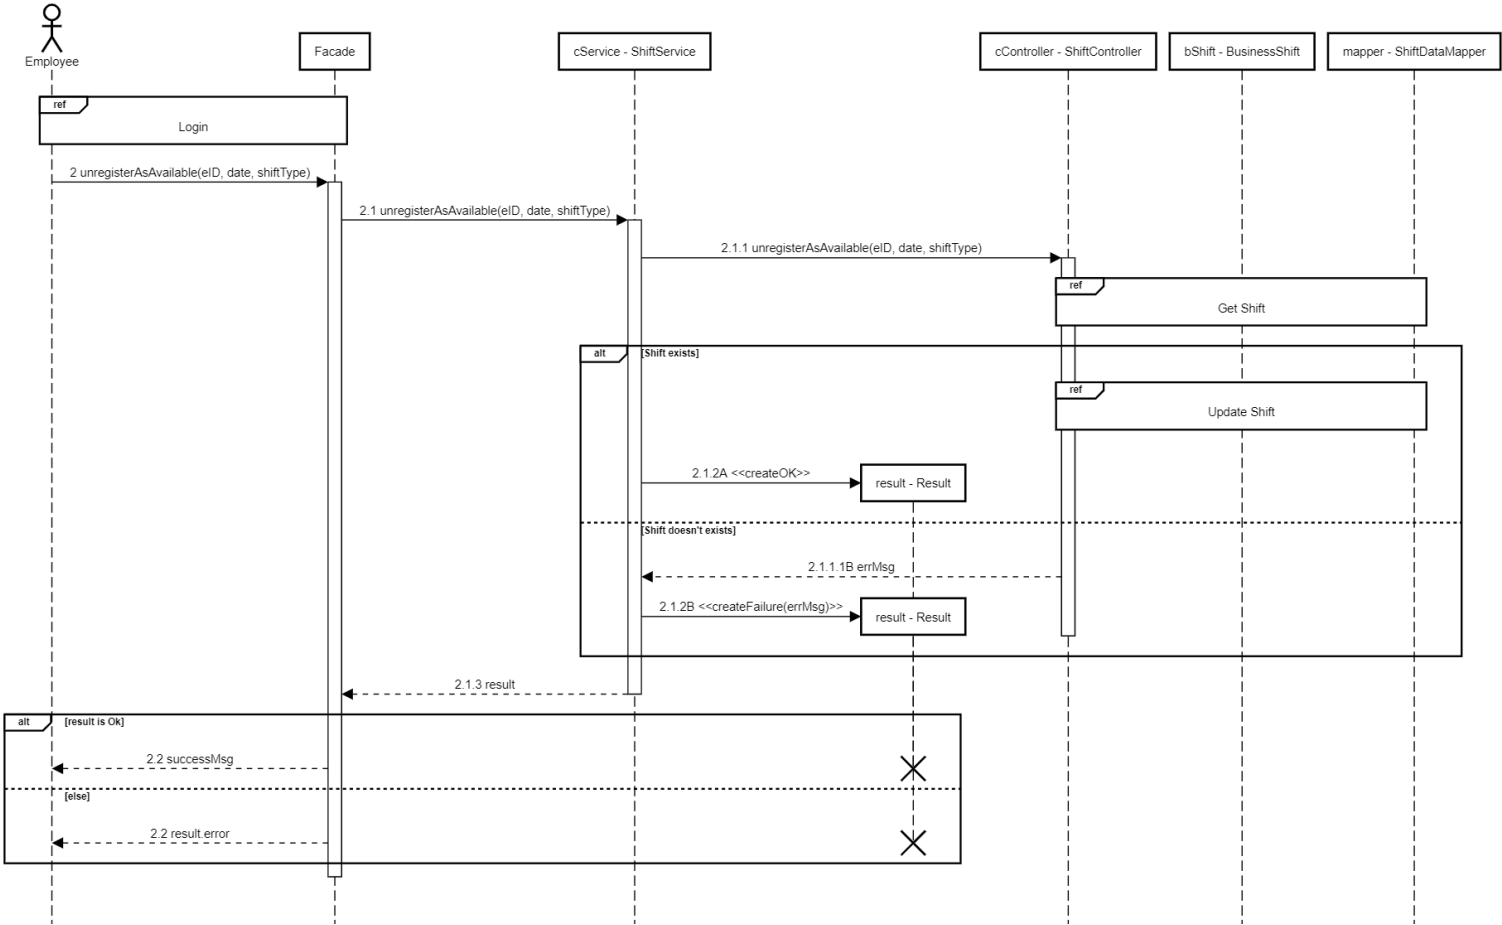 Employee
Facade
cService - ShiftService
cController - ShiftController
bShift - BusinessShift
mapper - ShiftDataMapper
ref
Login
2 unregisterAsAvailable(eID, date, shiftType)
2.1 unregisterAsAvailable(eID, date, shiftType)
2.1.1 unregisterAsAvailable(eID, date, shiftType)
ref
Get Shift
alt
[Shift exists]
ref
Update Shift
2.1.2A <<createOK>>
result - Result
[Shift doesn't exists]
2.1.1.1B errMsg
2.1.2B <<createFailure(errMsg)>>
result - Result
2.1.3 result
alt
[result is Ok]
2.2 successMsg
[else]
2.2 result.error